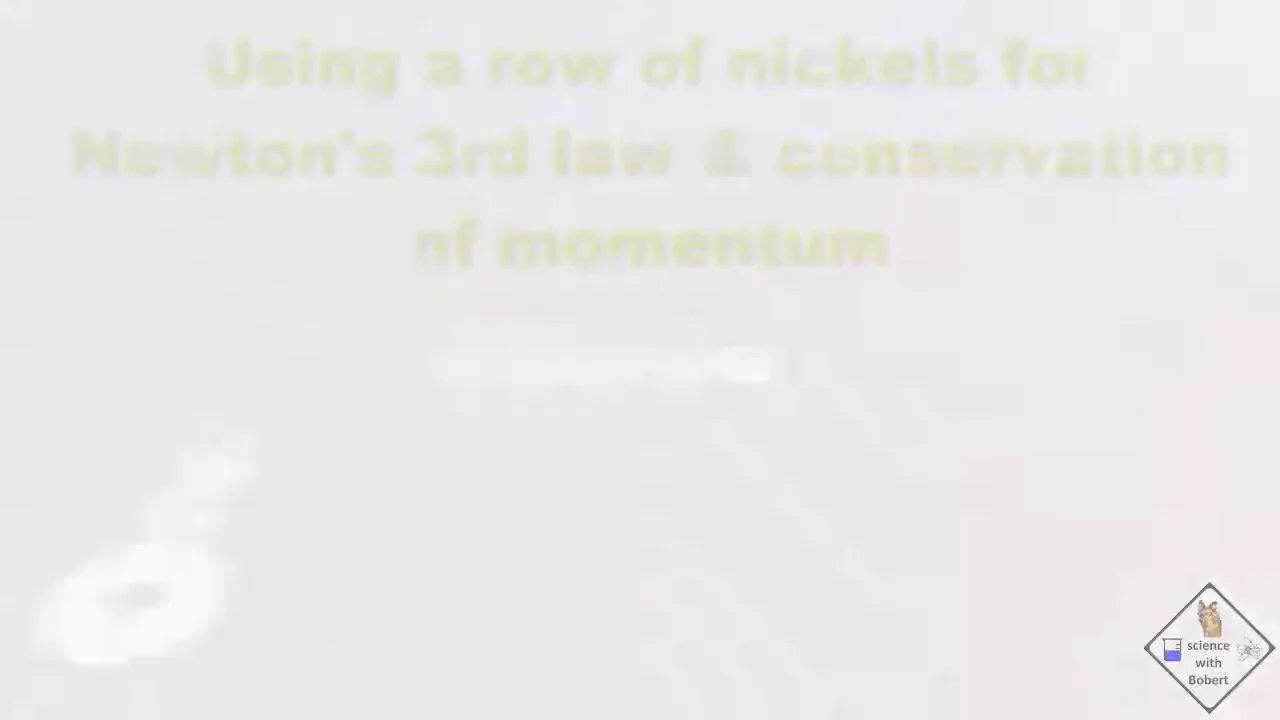 Using a row of nickels for
Newton's 3rd law & conservation
of momentum
science
with
Bobert